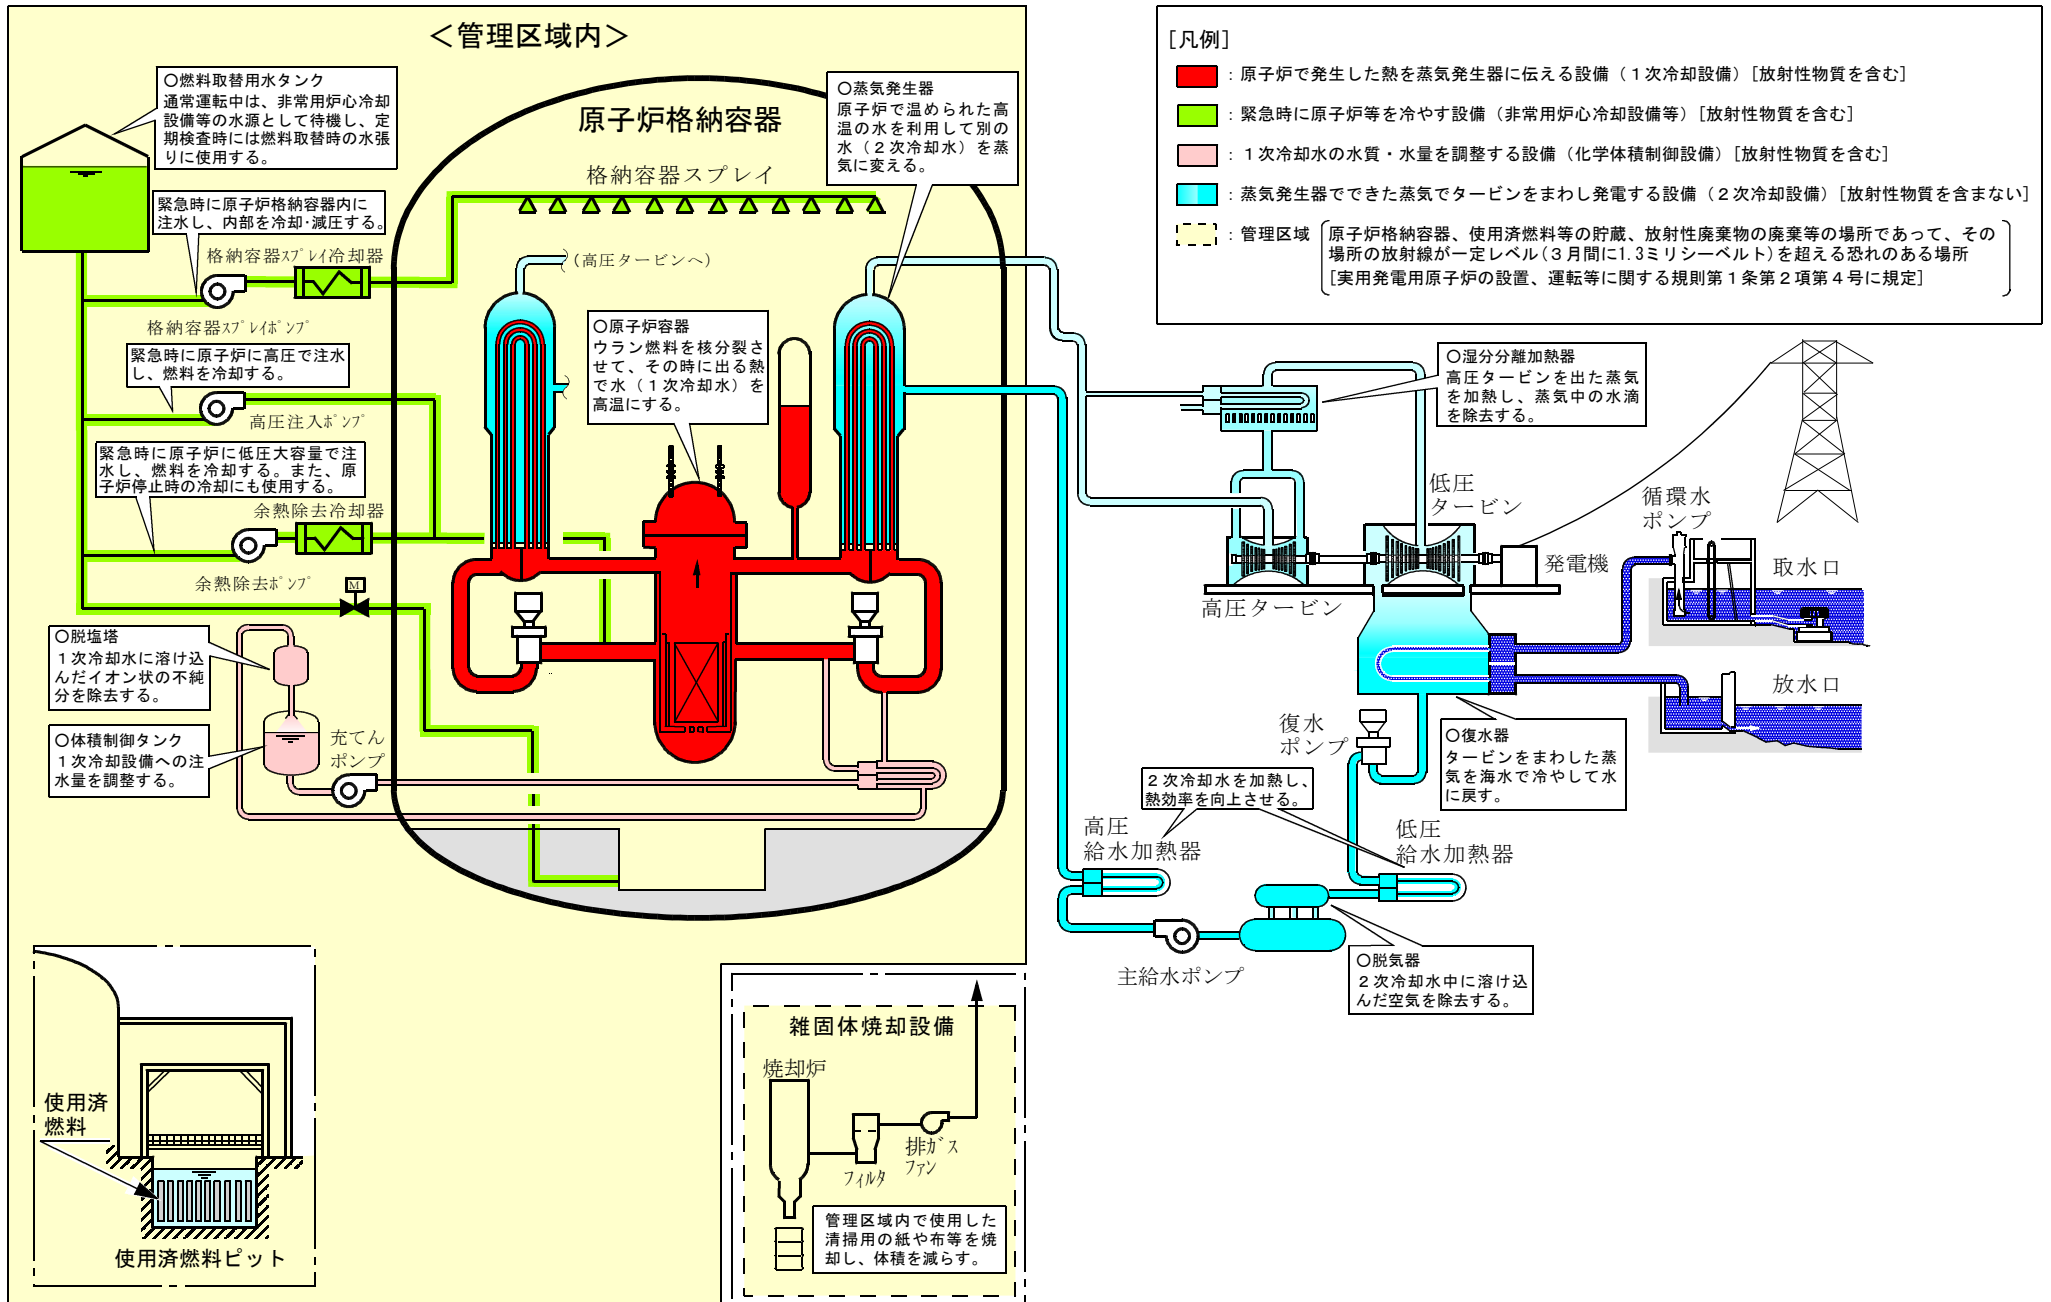 ＜管理区域内＞
○燃料取替用水タンク
通常運転中は、非常用炉心冷却
設備等の水源として待機し、定
期検査時には燃料取替時の水張
りに使用する。
緊急時に原子炉格納容器内に
注水し、内部を冷却･減圧する。
格納容器ｽﾌﾟﾚｲ冷却器
格納容器ｽﾌﾟﾚｲﾎﾟﾝﾌﾟ
緊急時に原子炉に高圧で注水
し、燃料を冷却する。
高圧注入ﾎﾟﾝﾌﾟ
緊急時に原子炉に低圧大容量で注
水し、燃料を冷却する。また、原
子炉停止時の冷却にも使用する。
余熱除去冷却器
余熱除去ﾎﾟﾝﾌﾟ
M
○脱塩塔
１次冷却水に溶け込
んだイオン状の不純
分を除去する。
○体積制御タンク
１次冷却設備への注
水量を調整する。
充てん
ポンプ
原子炉格納容器
格納容器スプレイ
○蒸気発生器
原子炉で温められた高
温の水を利用して別の
水（２次冷却水）を蒸
気に変える。
（高圧タービンへ）
○原子炉容器
ウラン燃料を核分裂さ
せて、その時に出る熱
で水（１次冷却水）を
高温にする。
［凡例］
：原子炉で発生した熱を蒸気発生器に伝える設備（１次冷却設備）［放射性物質を含む］
：緊急時に原子炉等を冷やす設備（非常用炉心冷却設備等）［放射性物質を含む］
：１次冷却水の水質・水量を調整する設備（化学体積制御設備）［放射性物質を含む］
：蒸気発生器でできた蒸気でタービンをまわし発電する設備（２次冷却設備）［放射性物質を含まない］
：管理区域
原子炉格納容器、使用済燃料等の貯蔵、放射性廃棄物の廃棄等の場所であって、その
場所の放射線が一定レベル(３月間に1.3ミリシーベルト)を超える恐れのある場所
［実用発電用原子炉の設置、運転等に関する規則第１条第２項第４号に規定］
○湿分分離加熱器
高圧タービンを出た蒸気
を加熱し、蒸気中の水滴
を除去する。
低圧
タービン
高圧タービン
発電機
循環水
ポンプ
取水口
放水口
復水
ポンプ
○復水器
タービンをまわした蒸
気を海水で冷やして水
に戻す。
２次冷却水を加熱し、
熱効率を向上させる。
高圧
給水加熱器
低圧
給水加熱器
主給水ポンプ
○脱気器
２次冷却水中に溶け込
んだ空気を除去する。
使用済
燃料
使用済燃料ピット
雑固体焼却設備
焼却炉
フィルタ
排ガス
ファン
管理区域内で使用した
清掃用の紙や布等を焼
却し、体積を減らす。